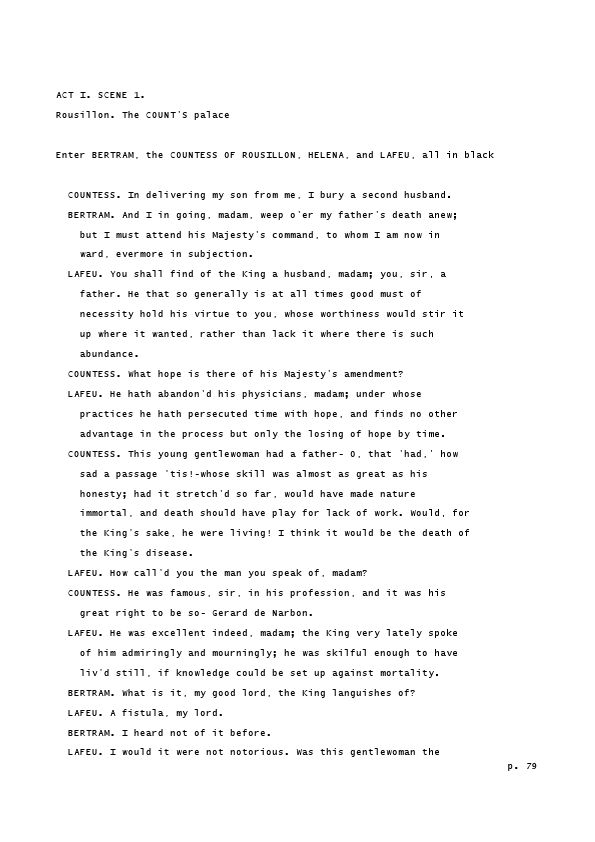 ACT I. SCENE 1.
Rousillon. The COUNT'S palace
Enter BERTRAM, the COUNTESS OF ROUSILLON, HELENA, and LAFEU, all in black
COUNTESS. In delivering my son from me, I bury a second husband.
BERTRAM. And I in going, madam, weep o'er my father's death anew;
but I must attend his Majesty's command, to whom I am now in
ward, evermore in subjection.
LAFEU. You shall find of the King a husband, madam; you, sir, a
father. He that so generally is at all times good must of
necessity hold his virtue to you, whose worthiness would stir it
up where it wanted, rather than lack it where there is such
abundance.
COUNTESS. What hope is there of his Majesty's amendment?
LAFEU. He hath abandon'd his physicians, madam; under whose
practices he hath persecuted time with hope, and finds no other
advantage in the process but only the losing of hope by time.
COUNTESS. This young gentlewoman had a father- O, that 'had,' how
sad a passage 'tis!-whose skill was almost as great as his
honesty; had it stretch'd so far, would have made nature
immortal, and death should have play for lack of work. Would, for
the King's sake, he were living! I think it would be the death of
the King's disease.
LAFEU. How call'd you the man you speak of, madam?
COUNTESS. He was famous, sir, in his profession, and it was his
great right to be so- Gerard de Narbon.
LAFEU. He was excellent indeed, madam; the King very lately spoke
of him admiringly and mourningly; he was skilful enough to have
liv'd still, if knowledge could be set up against mortality.
BERTRAM. What is it, my good lord, the King languishes of?
LAFEU. A fistula, my lord.
BERTRAM. I heard not of it before.
LAFEU. I would it were not notorious. Was this gentlewoman the
p. 79